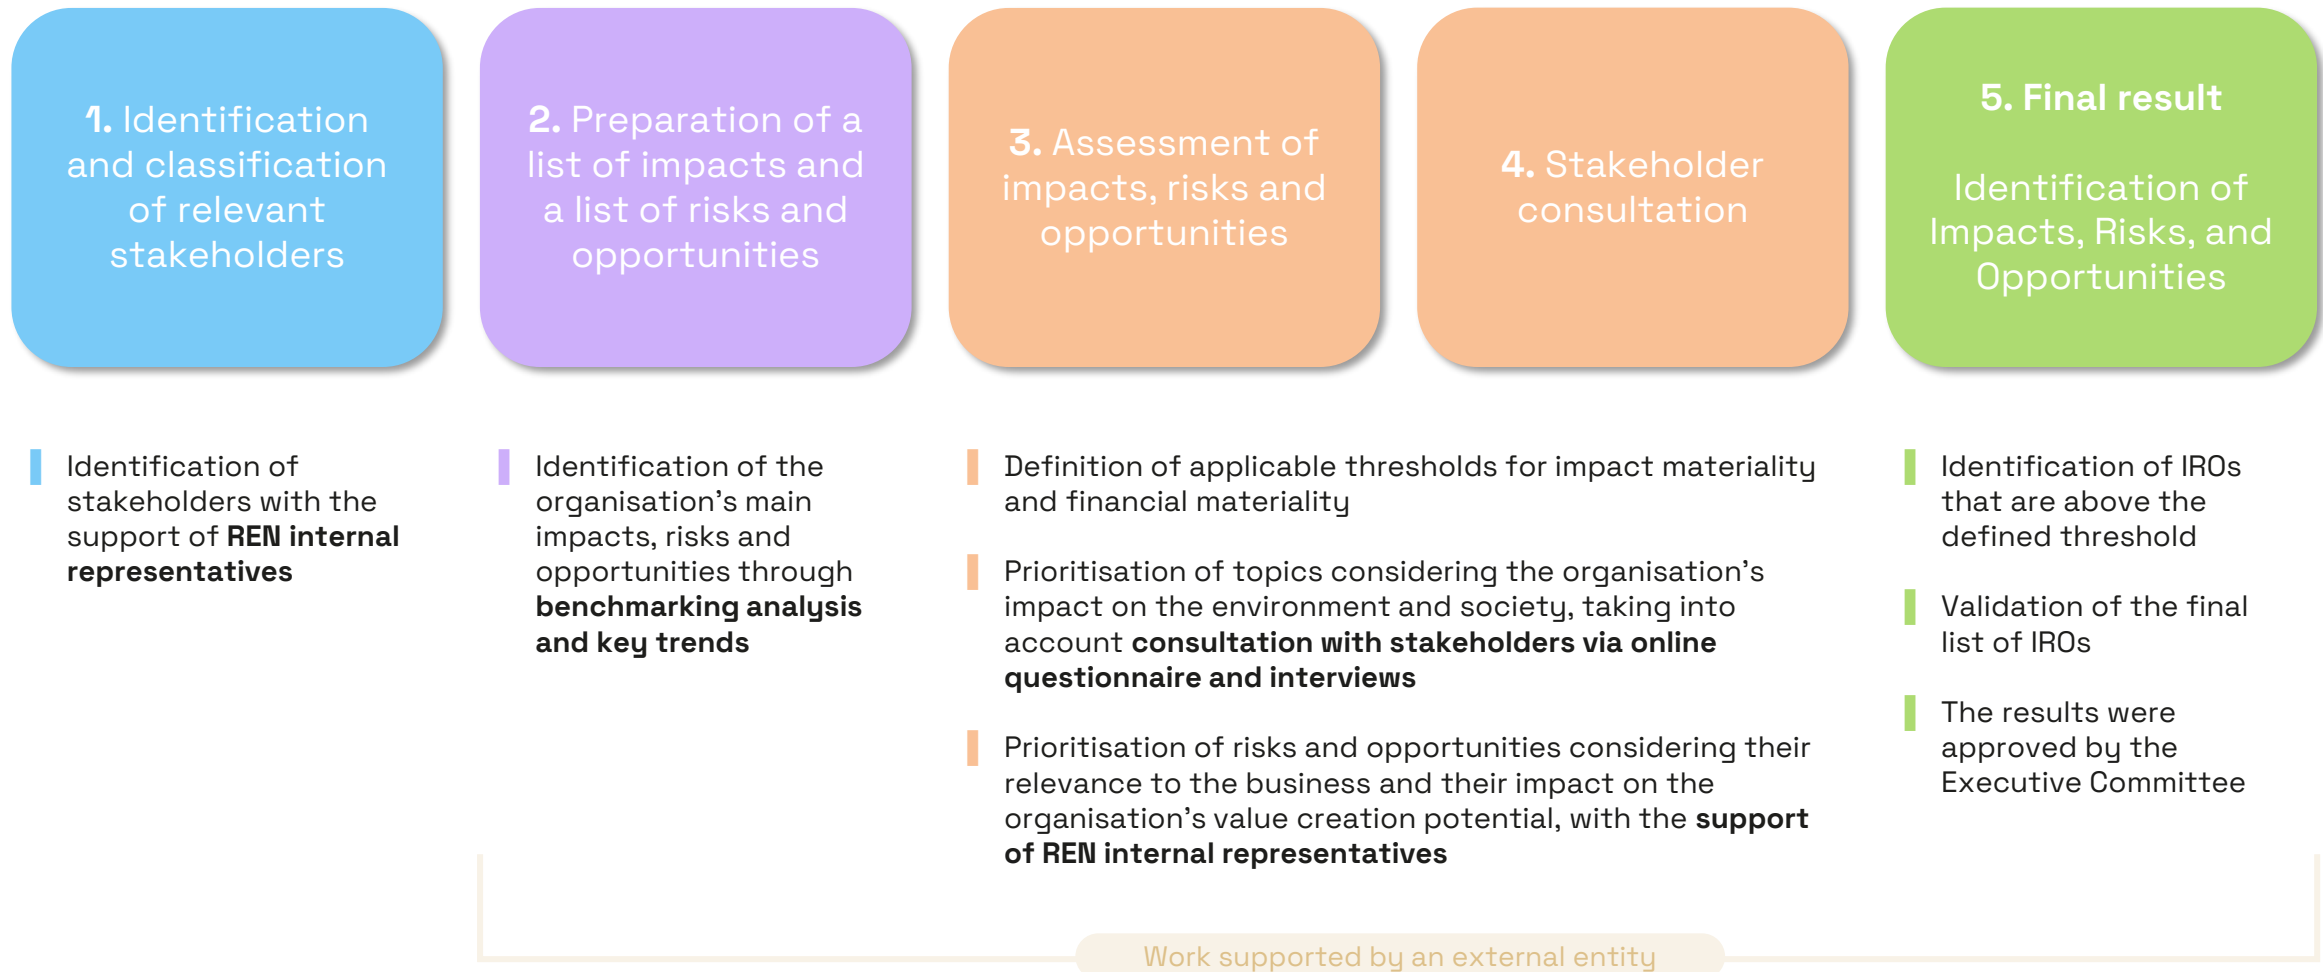 1. Identification
and classification
of relevant
stakeholders
2. Preparation of a
list of impacts and
a list of risks and
opportunities
3. Assessment of
impacts, risks and
opportunities
4. Stakeholder
consultation
5. Final result
Identification of
Impacts, Risks, and
Opportunities
Identification of
stakeholders with the
support of REN internal
representatives
Identification of the
organisation's main
impacts, risks and
opportunities through
benchmarking analysis
and key trends
Definition of applicable thresholds for impact materiality
and financial materiality
Prioritisation of topics considering the organisation's
impact on the environment and society, taking into
account consultation with stakeholders via online
questionnaire and interviews
Prioritisation of risks and opportunities considering their
relevance to the business and their impact on the
organisation's value creation potential, with the support
of REN internal representatives
Identification of IROs
that are above the
defined threshold
Validation of the final
list of IROs
The results were
approved by the
Executive Committee
Work supported by an external entity